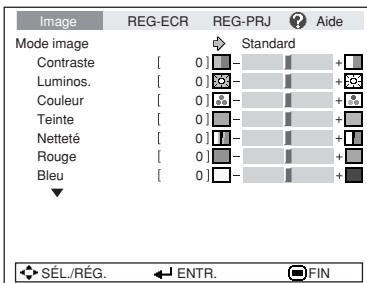 Image REG-ECR REG-PRJ ? Aide
Mode image Standard
Contraste [ 0 ] - +
Luminos. [ 0 ] - +
Couleur [ 0 ] - +
Teinte [ 0 ] - +
Netteté [ 0 ] - +
Rouge [ 0 ] - +
Bleu [ 0 ] - +
SÉL./RÉG. ENTR. FIN